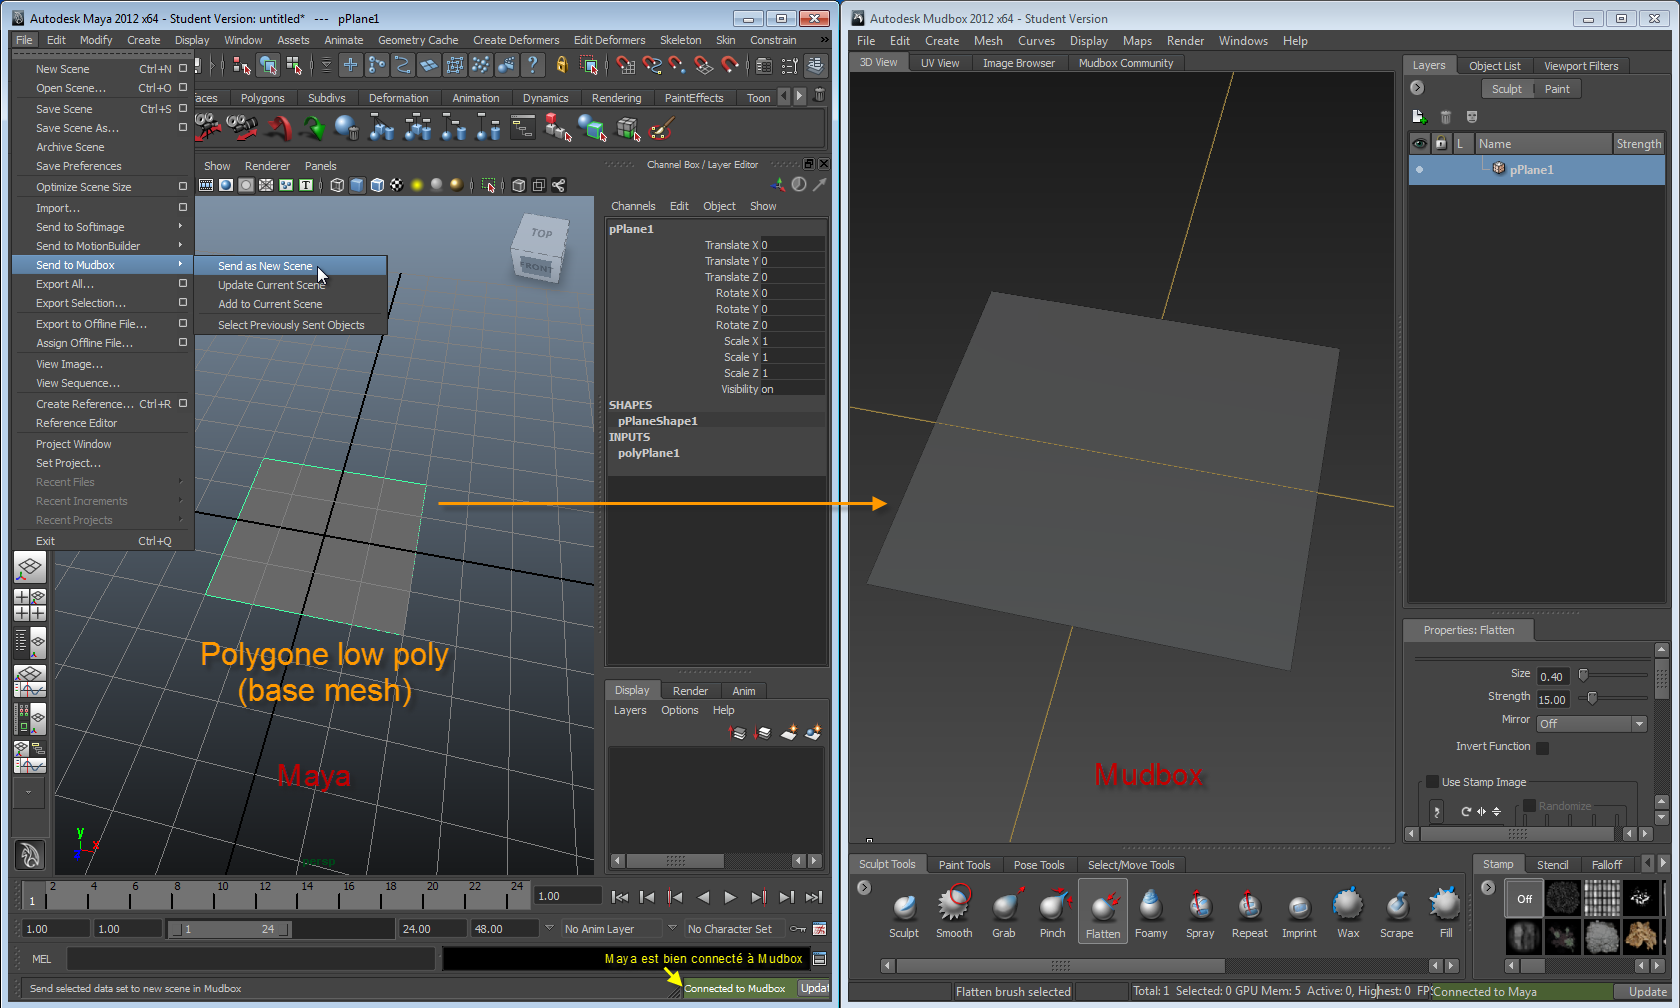 Autodesk Maya 2012 x64 - Student Version: untitled*   ---   pPlane1
File Edit Modify Create Display Window Assets Animate Geometry Cache Create Deformers Edit Deformers Skeleton Skin Constrain »
New Scene Ctrl+N
Open Scene... Ctrl+O
Save Scene Ctrl+S
Save Scene As...
Archive Scene
Save Preferences
Optimize Scene Size
Import...
Send to Softimage
Send to MotionBuilder
Send to Mudbox
Export All...
Export Selection...
Export to Offline File...
Assign Offline File...
View Image...
View Sequence...
Create Reference... Ctrl+R
Reference Editor
Project Window
Set Project...
Recent Files
Recent Increments
Recent Projects
Exit Ctrl+Q
Send as New Scene
Update Current Scene
Add to Current Scene
Select Previously Sent Objects
faces Polygons Subdivs Deformation Animation Dynamics Rendering PaintEffects Toon
Show Renderer Panels
TOP
FRONT
Polygone low poly
(base mesh)
Maya
y
x
z
persp
Channel Box / Layer Editor
Channels Edit Object Show
pPlane1
Translate X 0
Translate Y 0
Translate Z 0
Rotate X 0
Rotate Y 0
Rotate Z 0
Scale X 1
Scale Y 1
Scale Z 1
Visibility on
SHAPES
pPlaneShape1
INPUTS
polyPlane1
Display Render Anim
Layers Options Help
2 4 6 8 10 12 14 16 18 20 22 24
1
1.00
1.00 1.00 1 24 24.00 48.00 No Anim Layer No Character Set
MEL
Maya est bien connecté à Mudbox
Send selected data set to new scene in Mudbox
Connected to Mudbox Updat
Autodesk Mudbox 2012 x64 - Student Version
File Edit Create Mesh Curves Display Maps Render Windows Help
3D View UV View Image Browser Mudbox Community
Mudbox
Layers Object List Viewport Filters
Sculpt Paint
L Name Strength
pPlane1
Properties: Flatten
Size 0.40
Strength 15.00
Mirror Off
Invert Function
Use Stamp Image
Randomize
Sculpt Tools Paint Tools Pose Tools Select/Move Tools
Sculpt Smooth Grab Pinch Flatten Foamy Spray Repeat Imprint Wax Scrape Fill
Stamp Stencil Falloff
Off
Flatten brush selected
Total: 1  Selected: 0 GPU Mem: 5  Active: 0, Highest: 0  FPS
Connected to Maya
Update